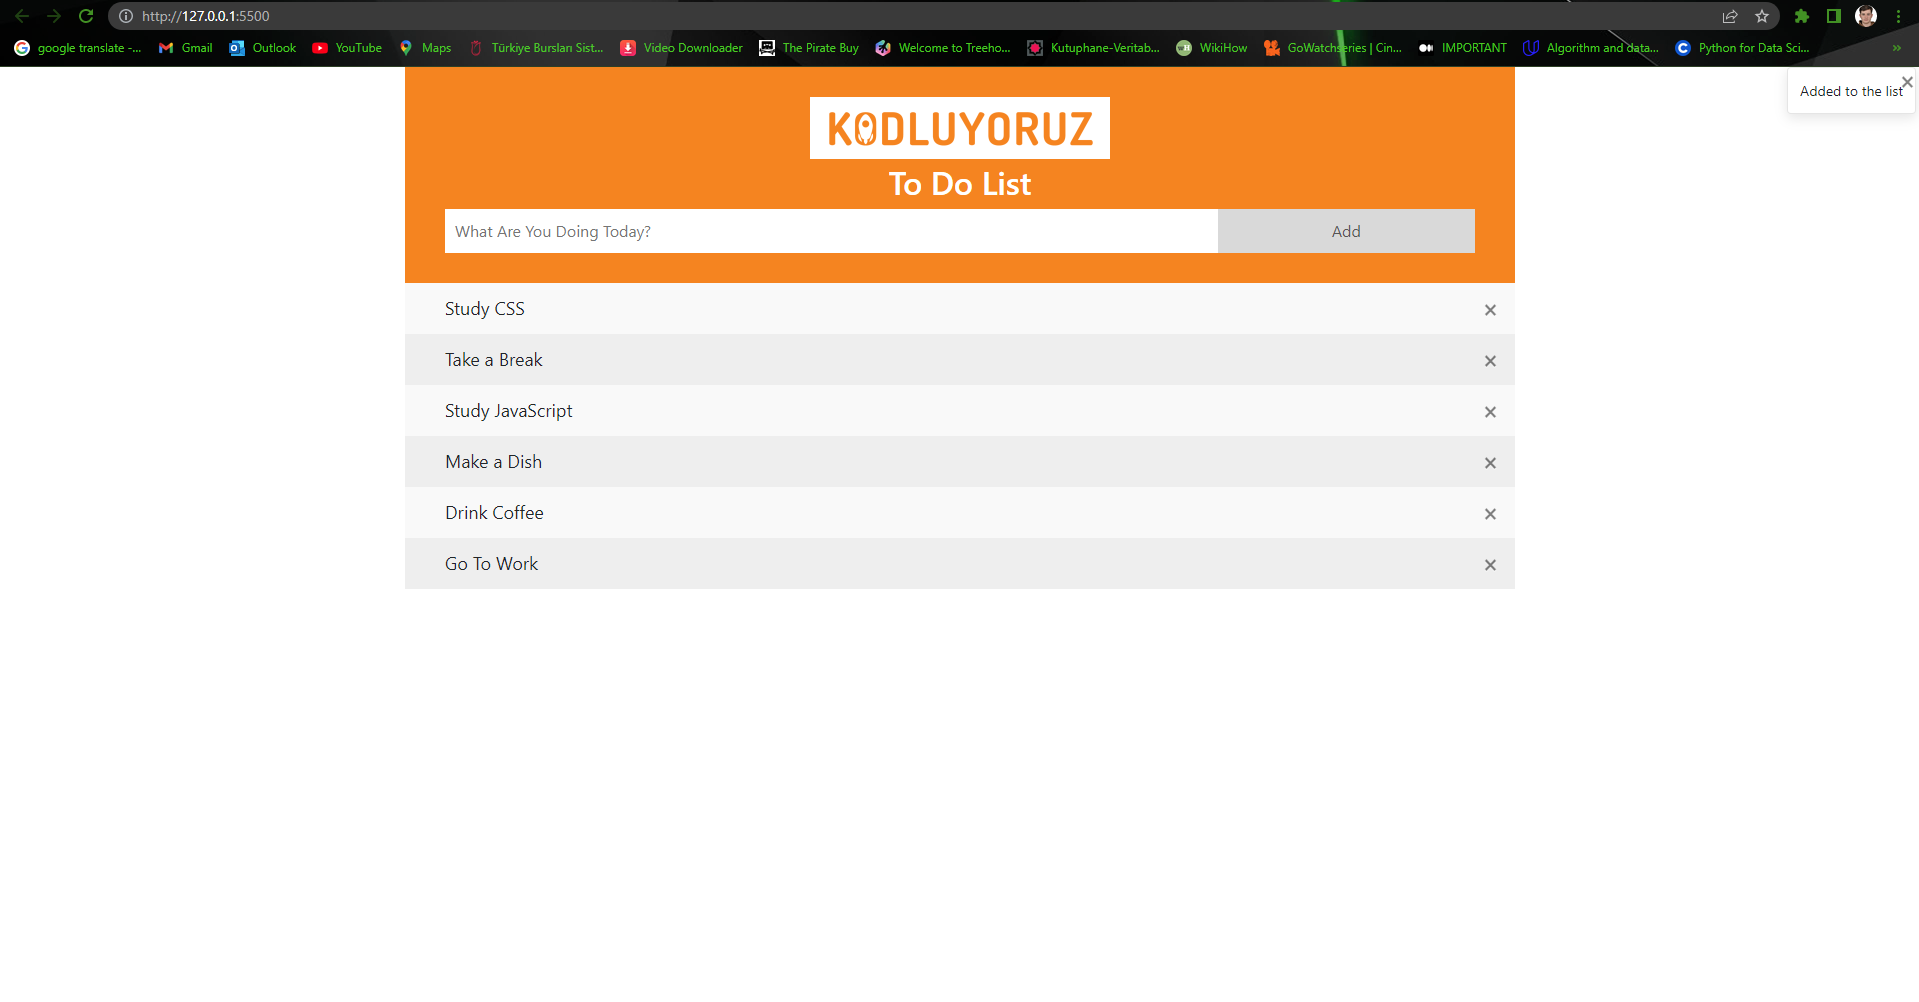 http://127.0.0.1:5500
google translate -... Gmail Outlook YouTube Maps Türkiye Bursları Sist... Video Downloader The Pirate Buy Welcome to Treeho... Kutuphane-Veritab... WikiHow GoWatchseries | Cin... IMPORTANT Algorithm and data... Python for Data Sci... »
Added to the list
KODLUYORUZ
To Do List
What Are You Doing Today? Add
Study CSS
Take a Break
Study JavaScript
Make a Dish
Drink Coffee
Go To Work